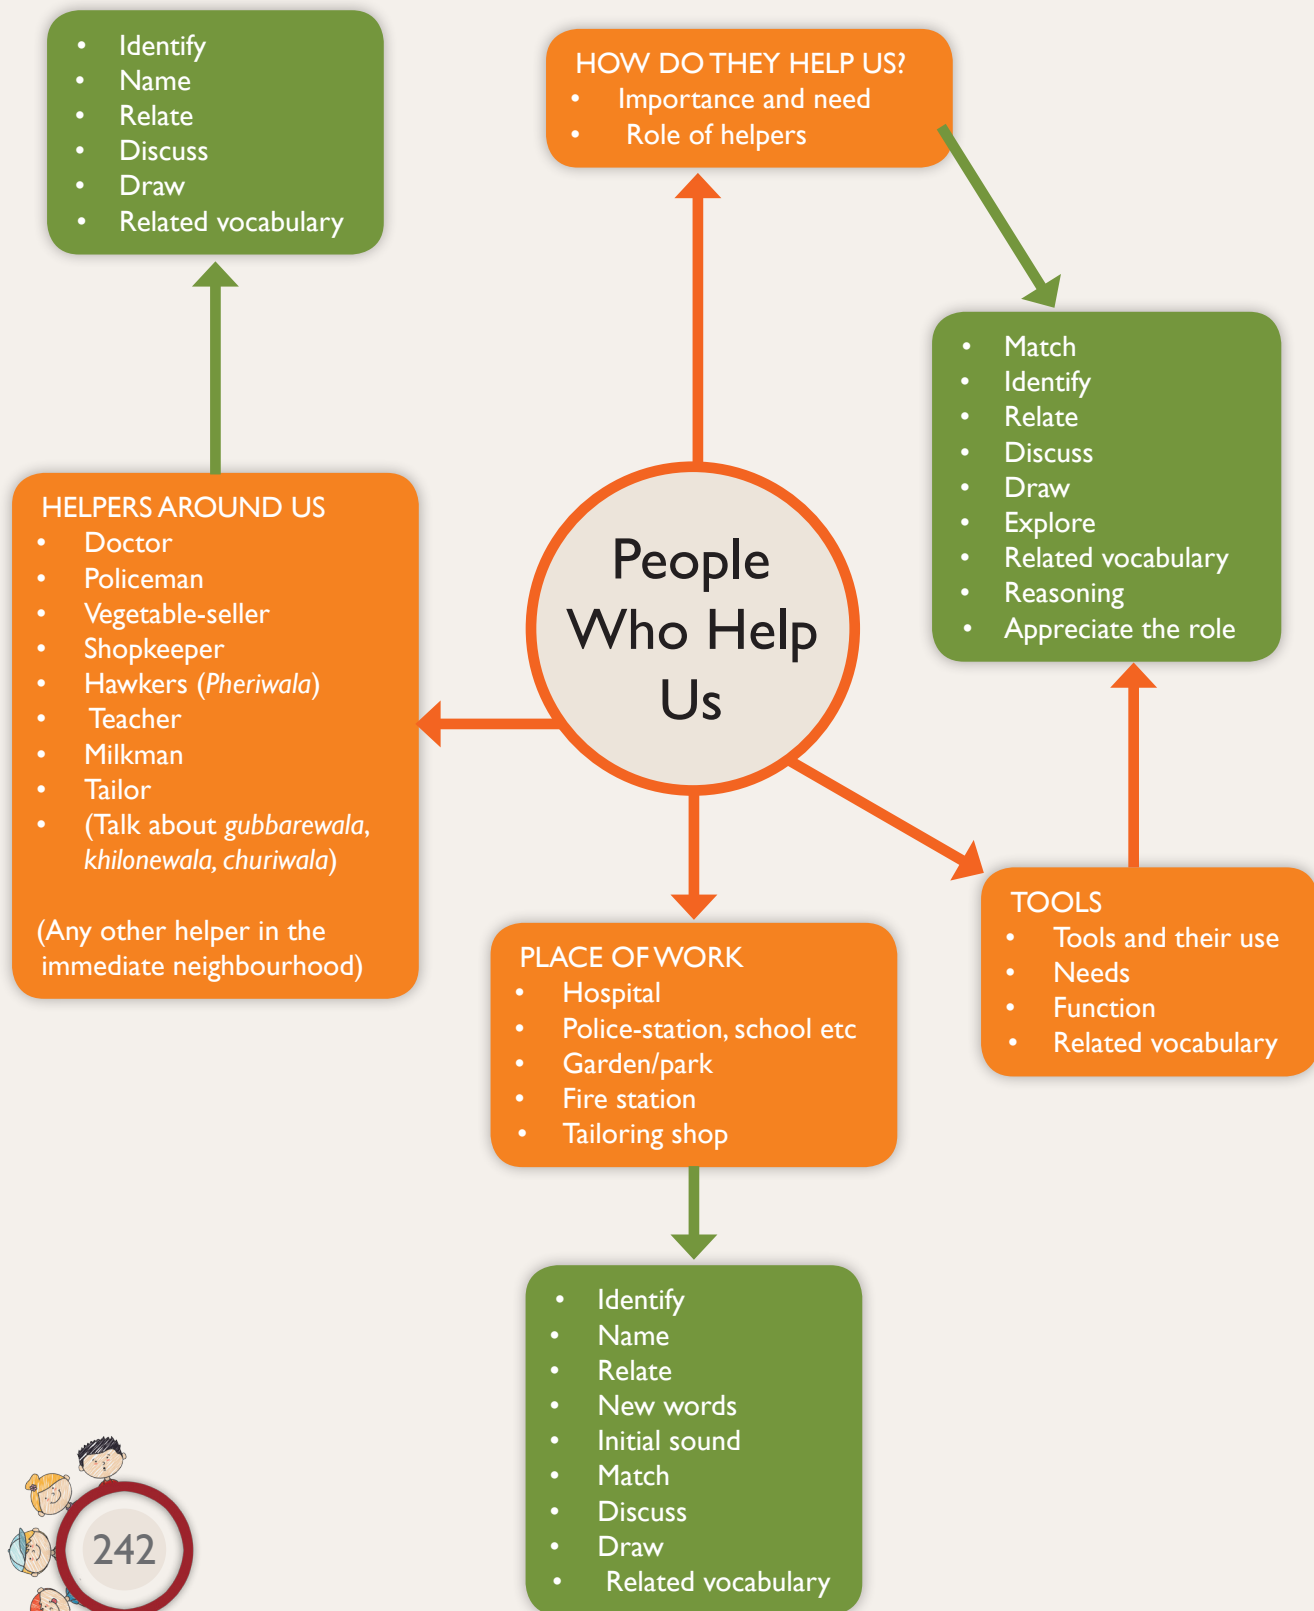 • Identify
• Name
• Relate
• Discuss
• Draw
• Related vocabulary
HOW DO THEY HELP US?
• Importance and need
• Role of helpers
• Match
• Identify
• Relate
• Discuss
• Draw
• Explore
• Related vocabulary
• Reasoning
• Appreciate the role
HELPERS AROUND US
• Doctor
• Policeman
• Vegetable-seller
• Shopkeeper
• Hawkers (Pheriwala)
• Teacher
• Milkman
• Tailor
• (Talk about gubbarewala,
khilonewala, churiwala)
(Any other helper in the
immediate neighbourhood)
People
Who Help
Us
TOOLS
• Tools and their use
• Needs
• Function
• Related vocabulary
PLACE OF WORK
• Hospital
• Police-station, school etc
• Garden/park
• Fire station
• Tailoring shop
• Identify
• Name
• Relate
• New words
• Initial sound
• Match
• Discuss
• Draw
• Related vocabulary
242